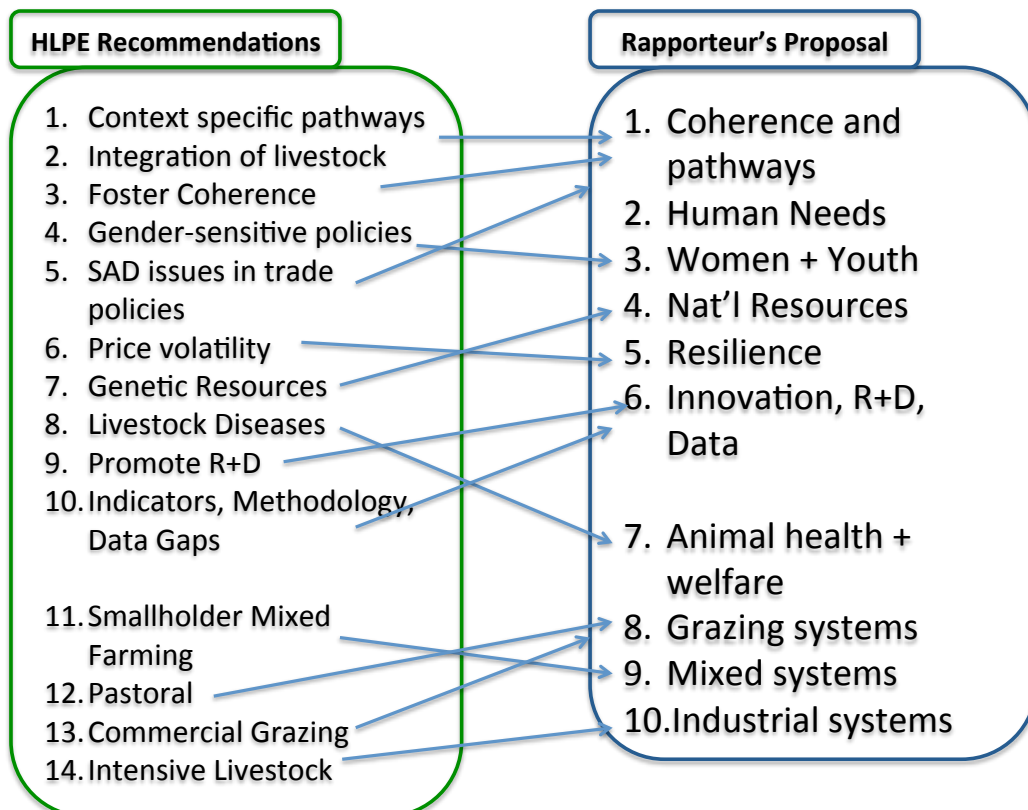 HLPE Recommendations
1. Context specific pathways
2. Integration of livestock
3. Foster Coherence
4. Gender-sensitive policies
5. SAD issues in trade
policies
6. Price volatility
7. Genetic Resources
8. Livestock Diseases
9. Promote R+D
10. Indicators, Methodology,
Data Gaps
11. Smallholder Mixed
Farming
12. Pastoral
13. Commercial Grazing
14. Intensive Livestock
Rapporteur’s Proposal
1. Coherence and
pathways
2. Human Needs
3. Women + Youth
4. Nat’l Resources
5. Resilience
6. Innovation, R+D,
Data
7. Animal health +
welfare
8. Grazing systems
9. Mixed systems
10.Industrial systems